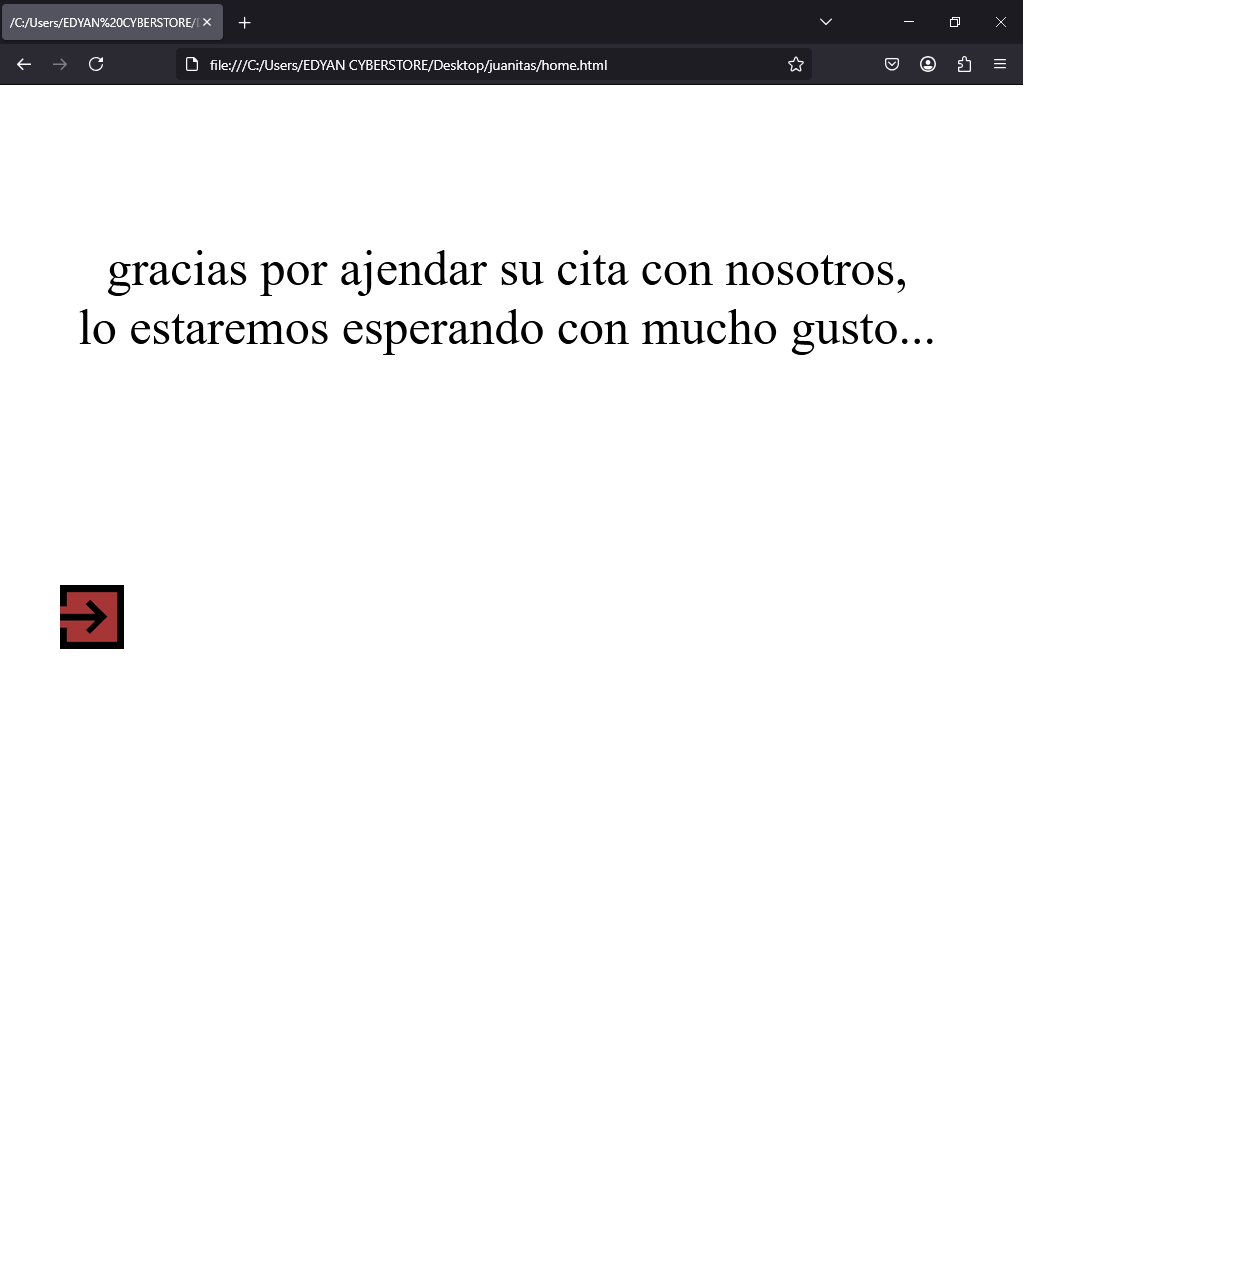 /C:/Users/EDYAN%20CYBERSTORE/
file:///C:/Users/EDYAN CYBERSTORE/Desktop/juanitas/home.html
gracias por ajendar su cita con nosotros,
lo estaremos esperando con mucho gusto...